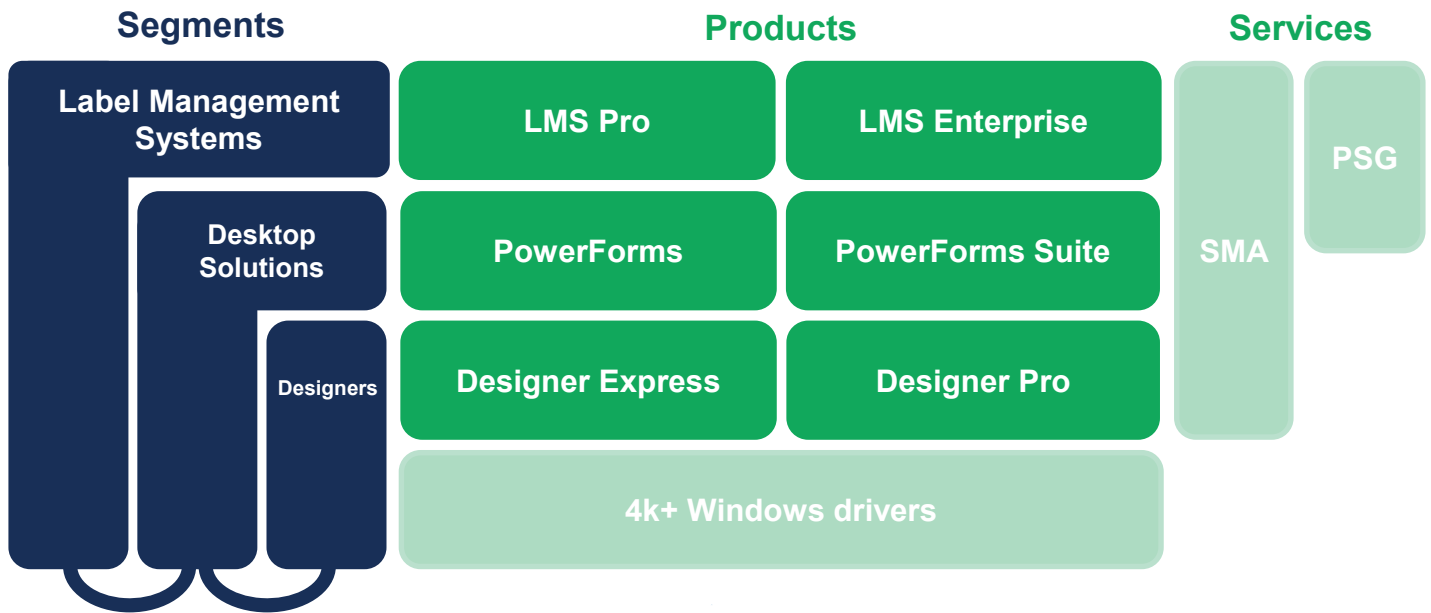 Segments
Products
Services
Label Management
Systems
LMS Pro
LMS Enterprise
SMA
PSG
Desktop
Solutions
PowerForms
PowerForms Suite
Designers
Designer Express
Designer Pro
4k+ Windows drivers